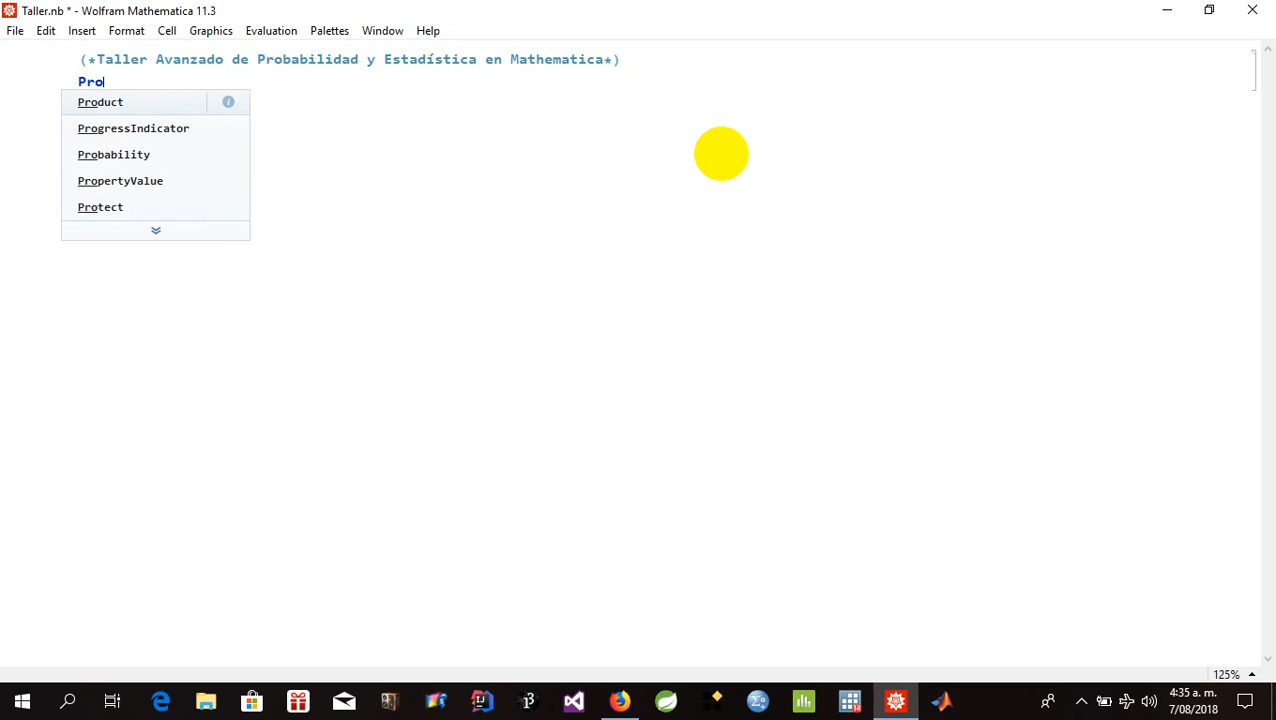 Taller.nb * - Wolfram Mathematica 11.3
File Edit Insert Format Cell Graphics Evaluation Palettes Window Help
(*Taller Avanzado de Probabilidad y Estadística en Mathematica*)
Pro
Product
ProgressIndicator
Probability
PropertyValue
Protect
125%
4:35 a. m.
7/08/2018